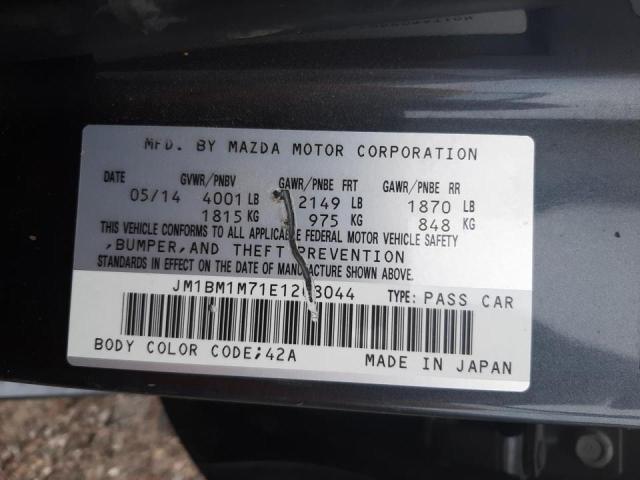 MFD. BY MAZDA MOTOR CORPORATION
DATE GVWR/PNBV GAWR/PNBE FRT GAWR/PNBE RR
05/14 4001 LB 2149 LB 1870 LB
1815 KG 975 KG 848 KG
THIS VEHICLE CONFORMS TO ALL APPLICABLE FEDERAL MOTOR VEHICLE SAFETY
,BUMPER,AND THEFT PREVENTION
STANDARDS IN EFFECT ON THE DATE OF MANUFACTURE SHOWN ABOVE.
TYPE: PASS CAR
BODY COLOR CODE;42A MADE IN JAPAN